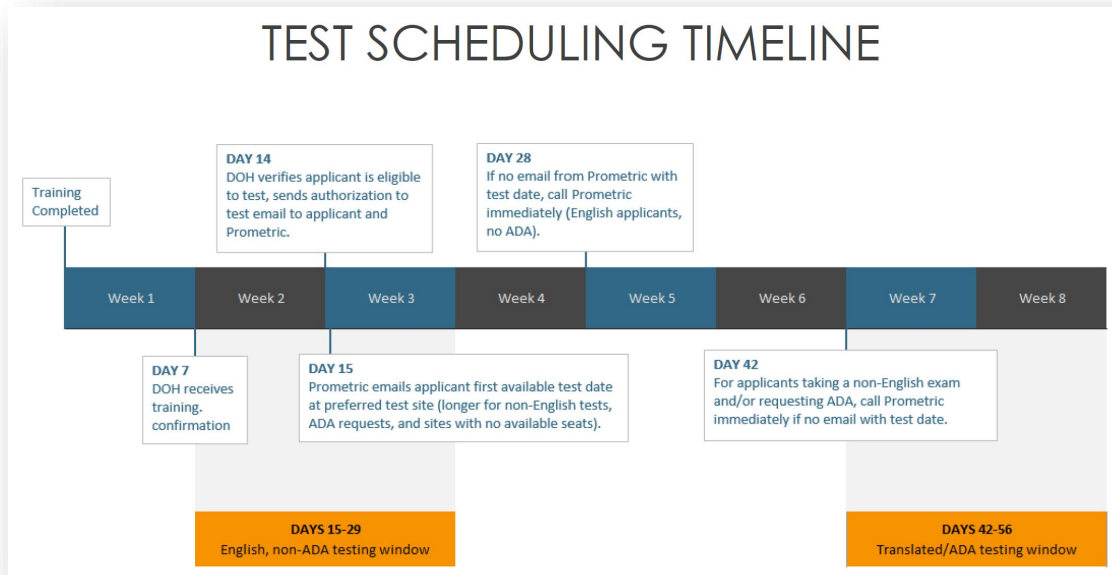 TEST SCHEDULING TIMELINE
Training
Completed
DAY 14
DOH verifies applicant is eligible
to test, sends authorization to
test email to applicant and
Prometric.
DAY 28
If no email from Prometric with
test date, call Prometric
immediately (English applicants,
no ADA).
Week 1
Week 2
Week 3
Week 4
Week 5
Week 6
Week 7
Week 8
DAY 7
DOH receives
training.
confirmation
DAY 15
Prometric emails applicant first available test date
at preferred test site (longer for non-English tests,
ADA requests, and sites with no available seats).
DAY 42
For applicants taking a non-English exam
and/or requesting ADA, call Prometric
immediately if no email with test date.
DAYS 15-29
English, non-ADA testing window
DAYS 42-56
Translated/ADA testing window